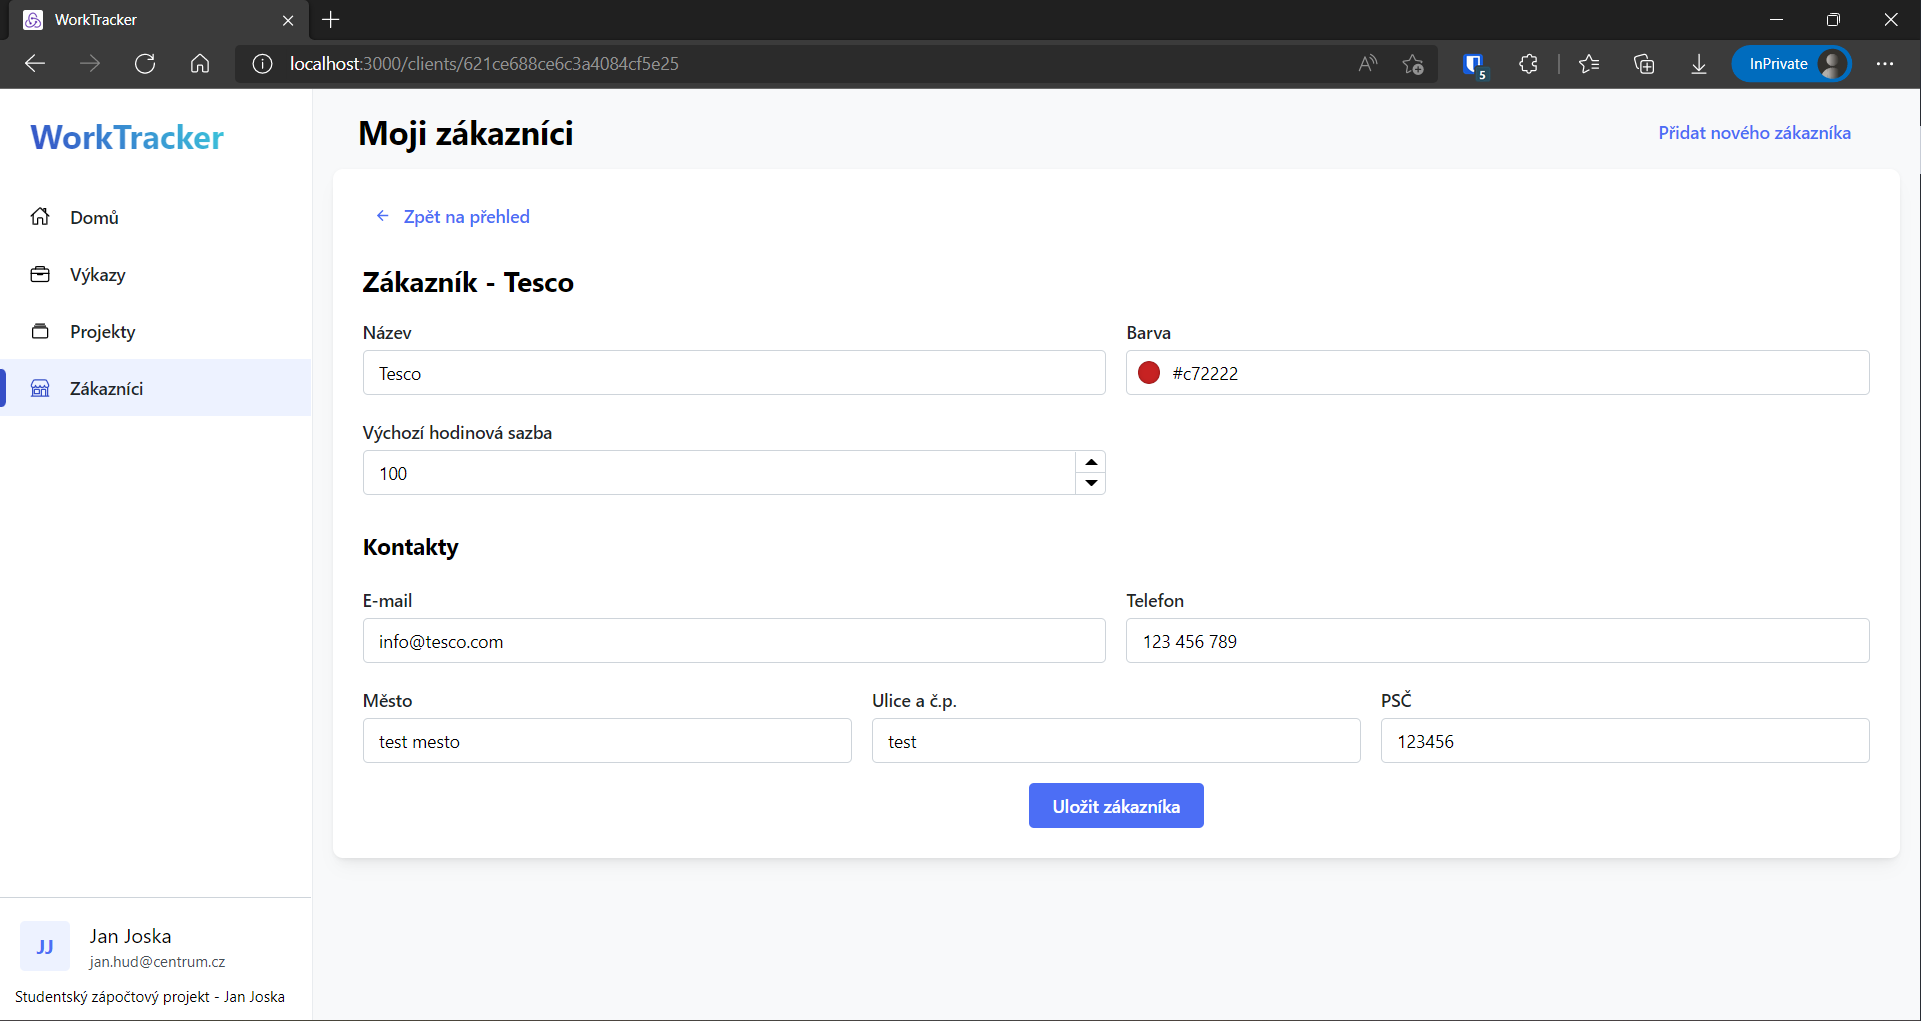 WorkTracker
localhost:3000/clients/621ce688ce6c3a4084cf5e25
5
InPrivate
WorkTracker
Domů
Výkazy
Projekty
Zákazníci
Moji zákazníci
Přidat nového zákazníka
Zpět na přehled
Zákazník - Tesco
Název
Barva
Tesco
#c72222
Výchozí hodinová sazba
100
Kontakty
E-mail
Telefon
info@tesco.com
123 456 789
Město
Ulice a č.p.
PSČ
test mesto
test
123456
Uložit zákazníka
JJ
Jan Joska
jan.hud@centrum.cz
Studentský zápočtový projekt - Jan Joska